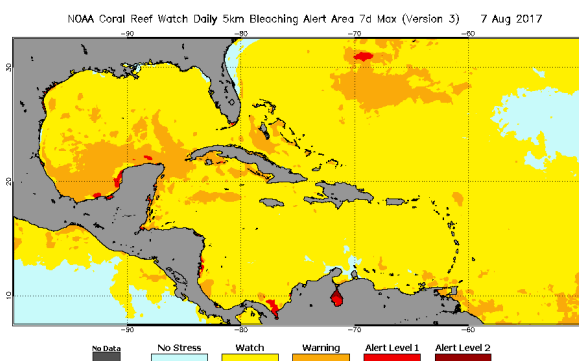 NOAA Coral Reef Watch Daily 5km Bleaching Alert Area 7d Max (Version 3) 7 Aug 2017
-90 -80 -70 -60
30
20
10
-90 -80 -70 -60
No Data No Stress Watch Warning Alert Level 1 Alert Level 2